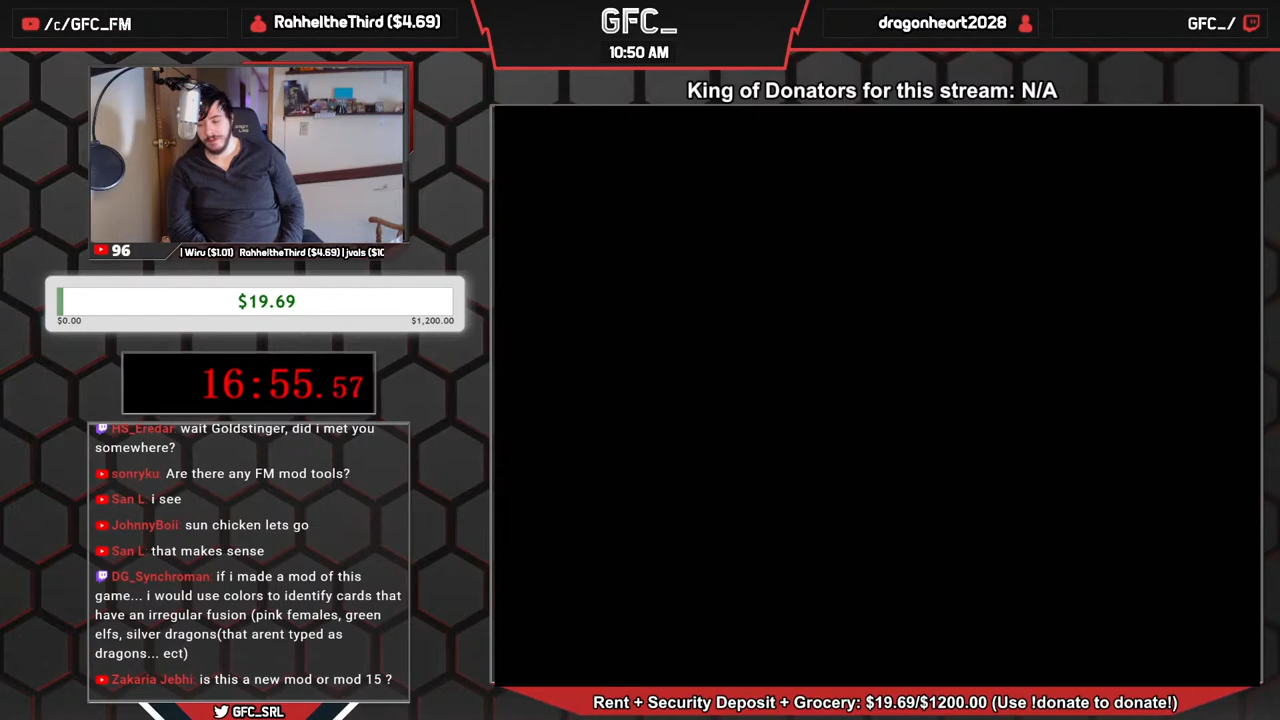 /c/GFC_FM
RahheltheThird ($4.69)
GFC_
10:50 AM
dragonheart2028
GFC_/
King of Donators for this stream: N/A
96
| Wiru ($1.01) RahheltheThird ($4.69) | jvals ($1
$19.69
$0.00
$1,200.00
16:55.57
HS_Eredar: wait Goldstinger, did i met you
somewhere?
sonryku: Are there any FM mod tools?
San L: i see
JohnnyBoii: sun chicken lets go
San L: that makes sense
DG_Synchroman: if i made a mod of this
game... i would use colors to identify cards that
have an irregular fusion (pink females, green
elfs, silver dragons(that arent typed as
dragons... ect)
Zakaria Jebhi: is this a new mod or mod 15 ?
GFC_SRL
Rent + Security Deposit + Grocery: $19.69/$1200.00 (Use !donate to donate!)